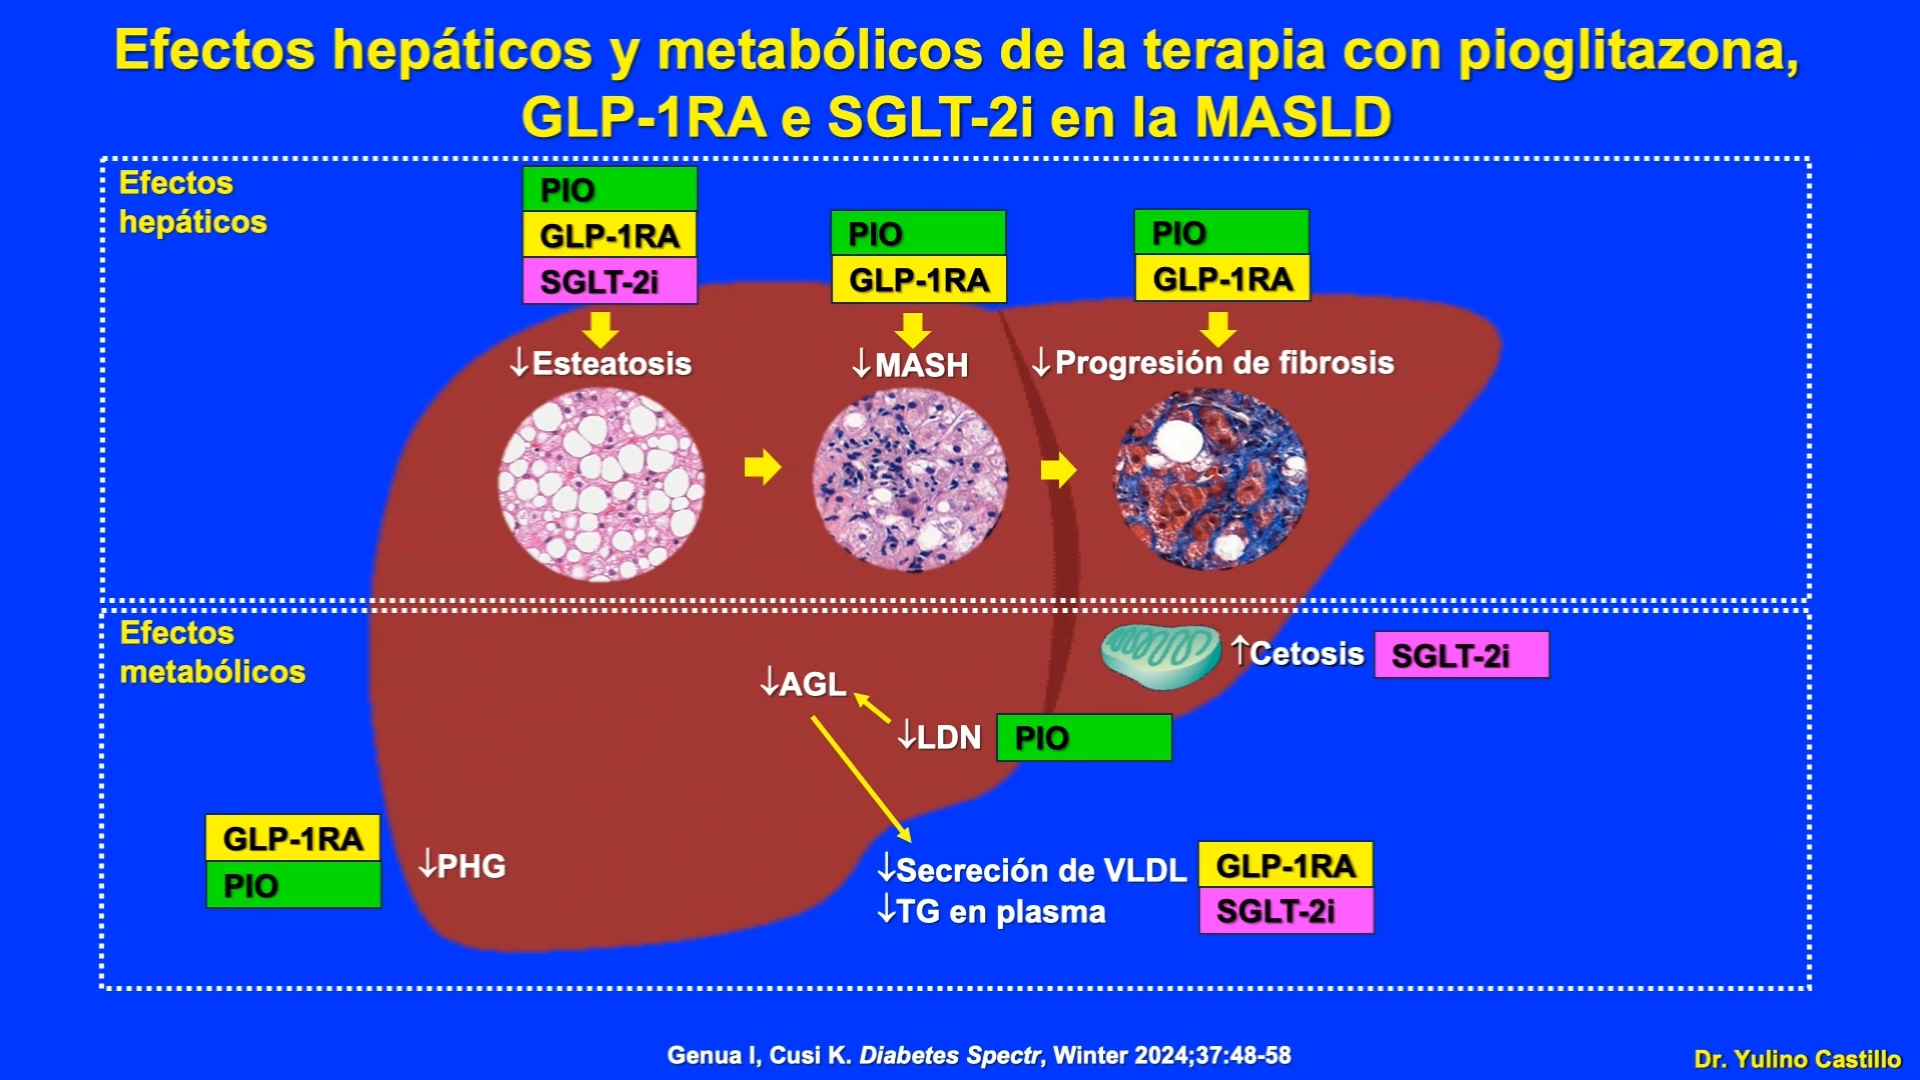 Efectos hepáticos y metabólicos de la terapia con pioglitazona,
GLP-1RA e SGLT-2i en la MASLD
Efectos
hepáticos
PIO
GLP-1RA
SGLT-2i
↓Esteatosis
PIO
GLP-1RA
↓MASH
PIO
GLP-1RA
↓Progresión de fibrosis
Efectos
metabólicos
↑Cetosis
SGLT-2i
↓AGL
↓LDN
PIO
GLP-1RA
PIO
↓PHG
↓Secreción de VLDL
↓TG en plasma
GLP-1RA
SGLT-2i
Genua I, Cusi K. Diabetes Spectr, Winter 2024;37:48-58
Dr. Yulino Castillo